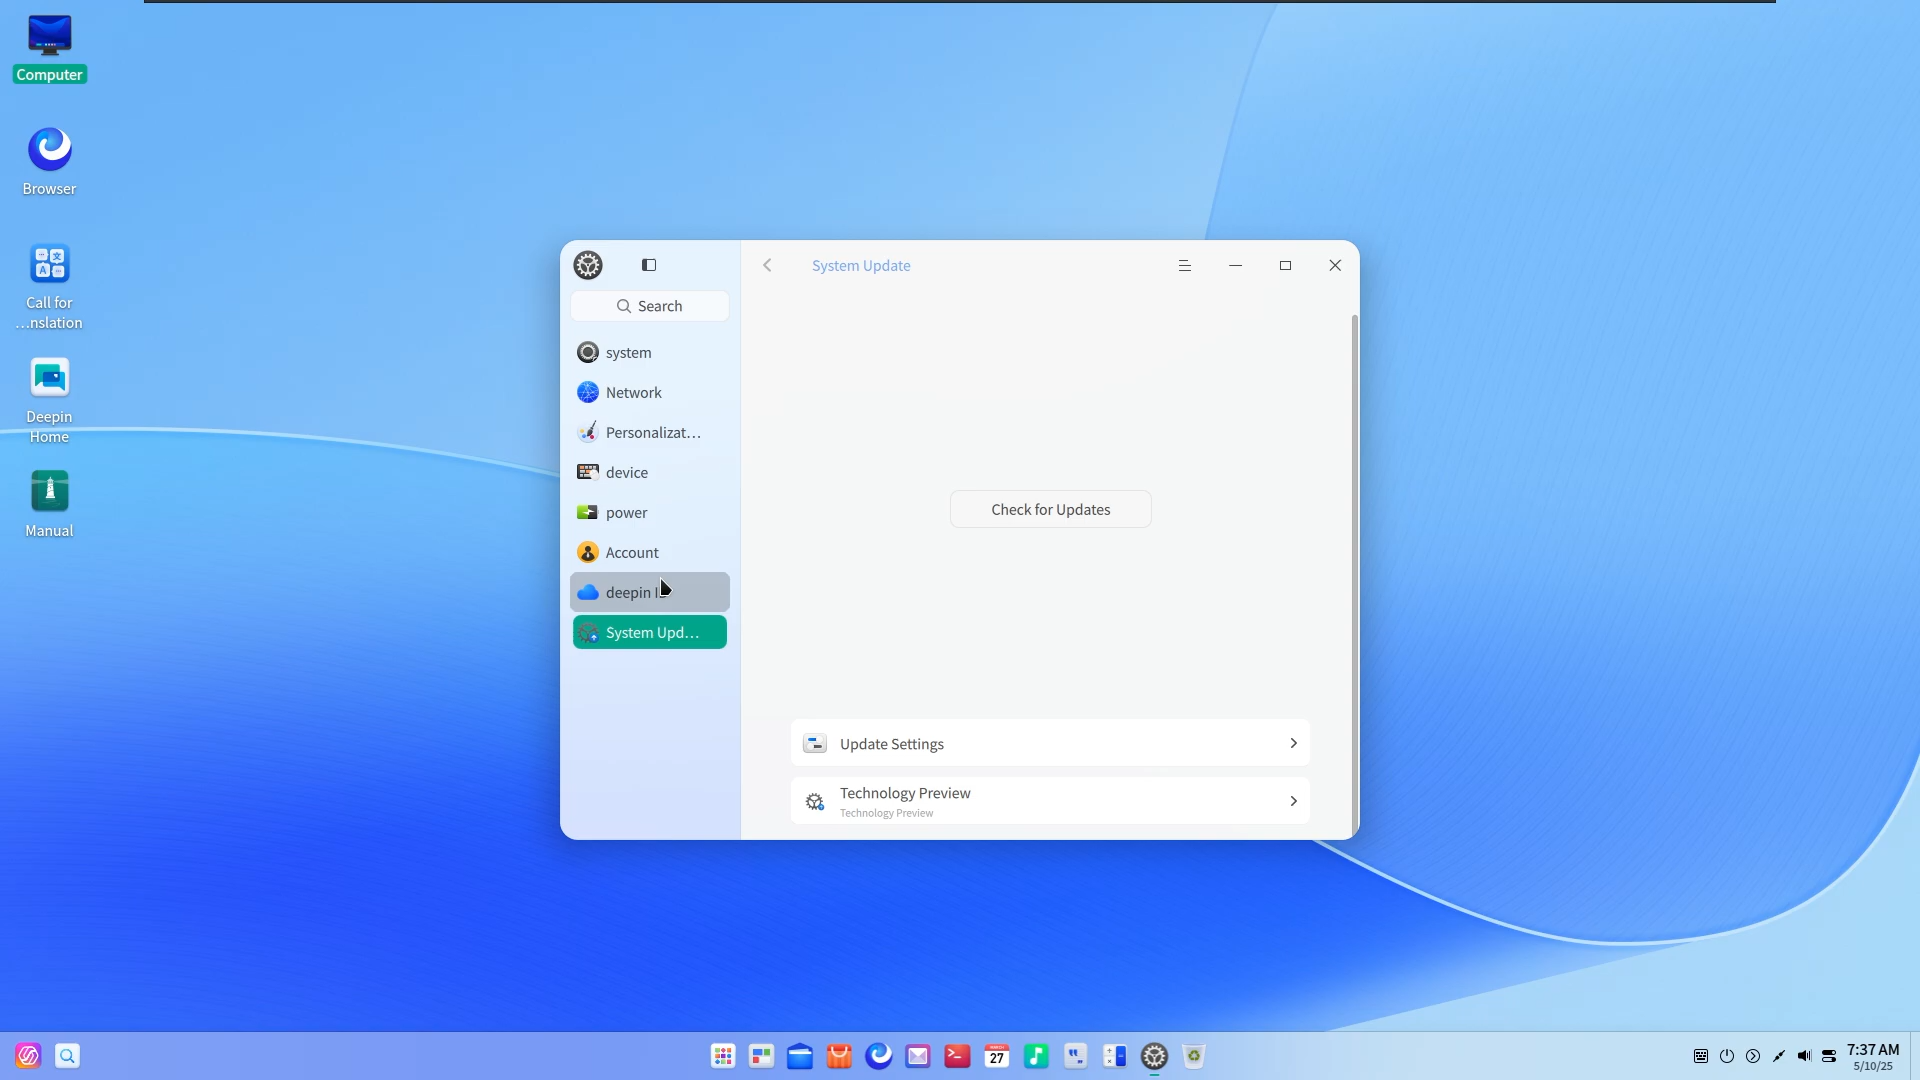 Computer
Browser
Call for
...nslation
Deepin
Home
Manual
System Update
Search
system
Network
Personalizat...
device
power
Account
deepin
System Upd...
Check for Updates
Update Settings
Technology Preview
Technology Preview
MARCH
27
7:37 AM
5/10/25